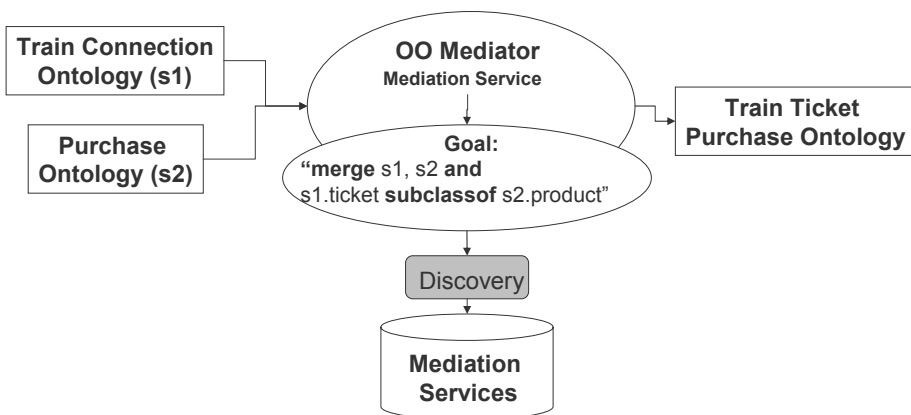 Train Connection
Ontology (s1)
Purchase
Ontology (s2)
OO Mediator
Mediation Service
Goal:
“merge s1, s2 and
s1.ticket subclassof s2.product”
Train Ticket
Purchase Ontology
Discovery
Mediation
Services